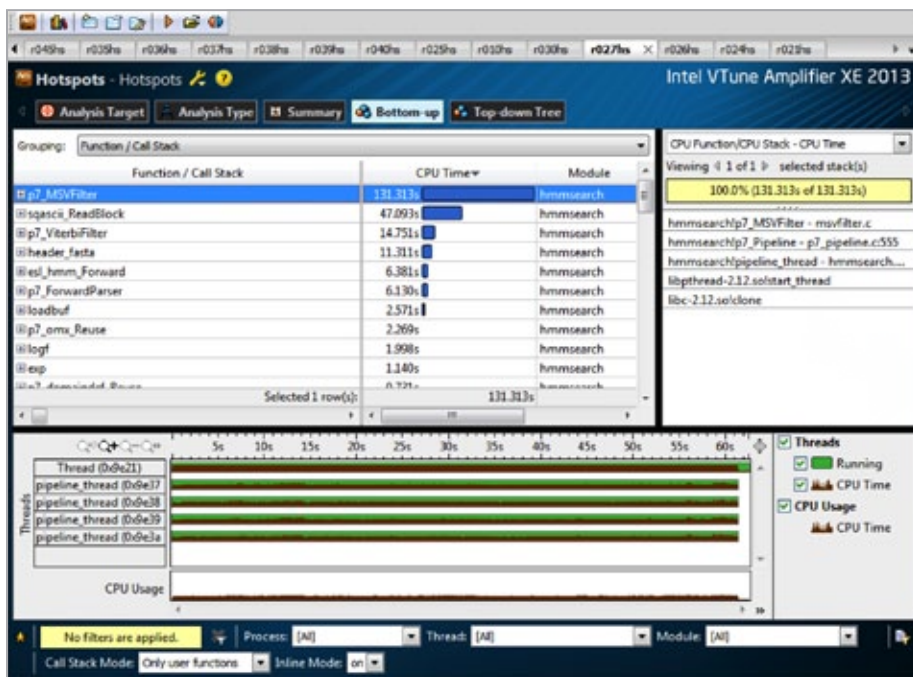 r045hs r035hs r036hs r037hs r038hs r039hs r040hs r025hs r010hs r030hs r027hs r026hs r024hs r021hs
Hotspots - Hotspots
Intel VTune Amplifier XE 2013
Analysis Target Analysis Type Summary Bottom-up Top-down Tree
Grouping: Function / Call Stack
Function / Call Stack CPU Time Module
p7_MSVFilter 131.313s hmmsearch
sqascii_ReadBlock 47.093s hmmsearch
p7_ViterbiFilter 14.751s hmmsearch
header_fasta 11.311s hmmsearch
esl_hmm_Forward 6.381s hmmsearch
p7_ForwardParser 6.130s hmmsearch
loadbuf 2.571s hmmsearch
p7_omx_Reuse 2.269s hmmsearch
logf 1.998s hmmsearch
exp 1.140s hmmsearch
Selected 1 row(s): 131.313s
CPU Function/CPU Stack - CPU Time
Viewing 1 of 1 selected stack(s)
100.0% (131.313s of 131.313s)
hmmsearch!p7_MSVFilter - msvfilter.c
hmmsearch!p7_Pipeline - p7_pipeline.c:555
hmmsearch!pipeline_thread - hmmsearch....
libpthread-2.12.so!start_thread
libc-2.12.so!clone
5s 10s 15s 20s 25s 30s 35s 40s 45s 50s 55s 60s
Threads
Thread (0x9e21)
pipeline_thread (0x9e37
pipeline_thread (0x9e38
pipeline_thread (0x9e39
pipeline_thread (0x9e3a
CPU Usage
Threads
Running
CPU Time
CPU Usage
CPU Time
No filters are applied. Process: [All] Thread: [All] Module: [All]
Call Stack Mode: Only user functions Inline Mode: on